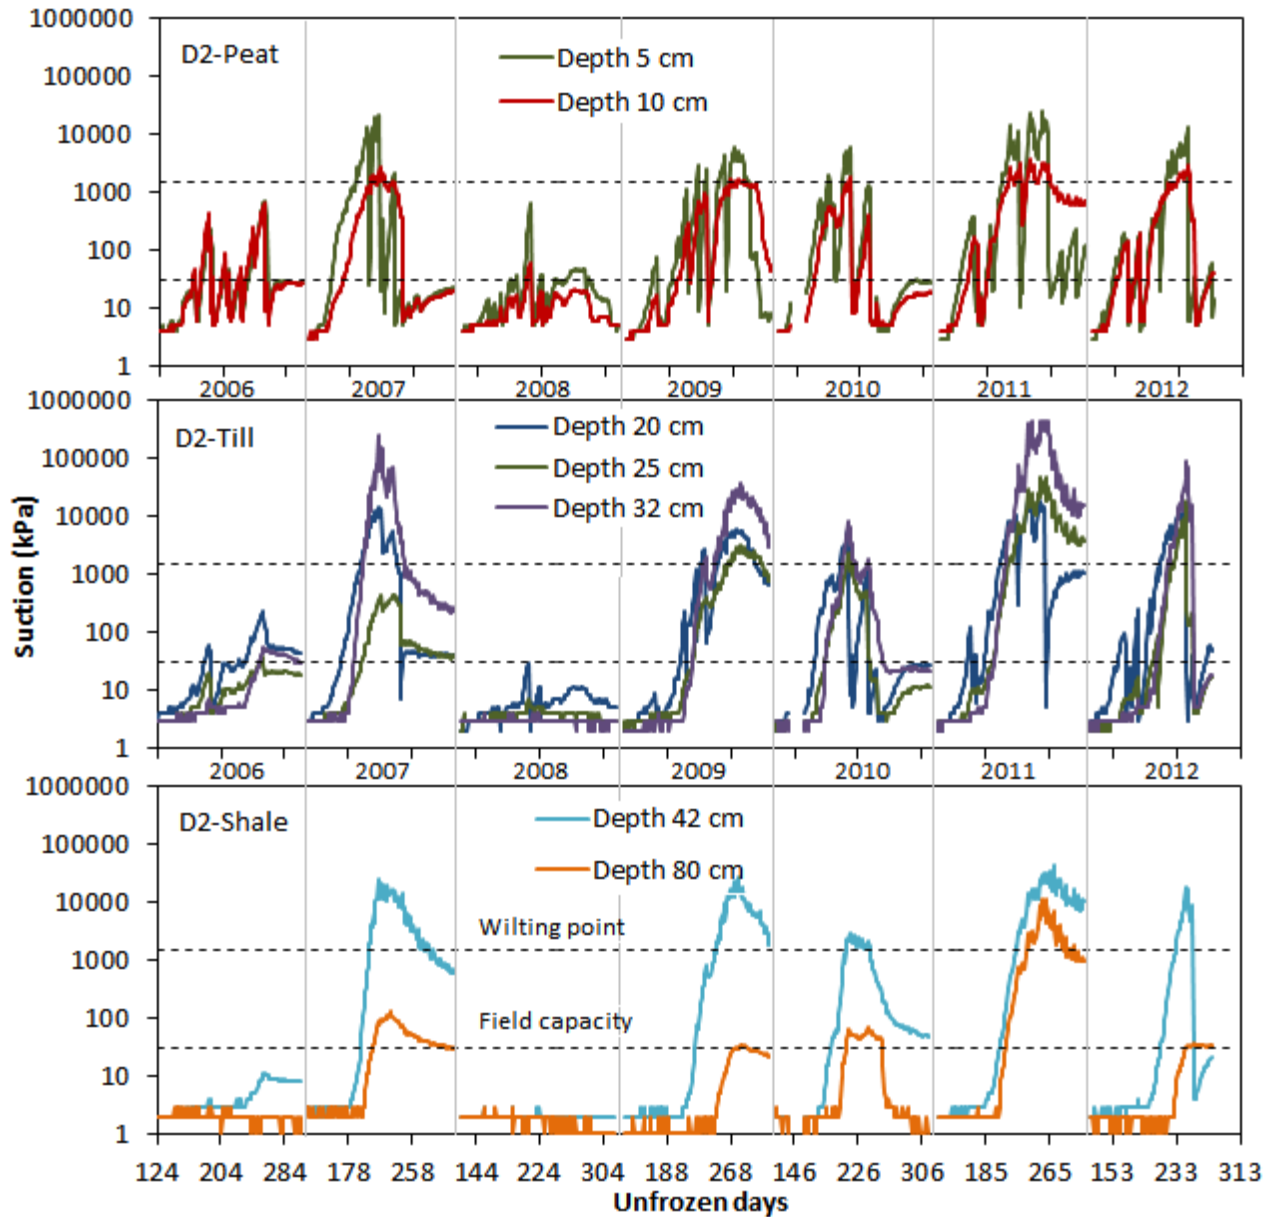 1000000
D2-Peat
Depth 5 cm
100000
Depth 10 cm
10000
1000
100
10
1
2006 2007 2008 2009 2010 2011 2012
1000000
D2-Till
Depth 20 cm
100000
Depth 25 cm
Depth 32 cm
10000
Suction (kPa)
1000
100
10
1
2006 2007 2008 2009 2010 2011 2012
1000000
D2-Shale
Depth 42 cm
100000
Depth 80 cm
10000
Wilting point
1000
100
Field capacity
10
1
124 204 284 178 258 144 224 304 188 268 146 226 306 185 265 153 233 313
Unfrozen days